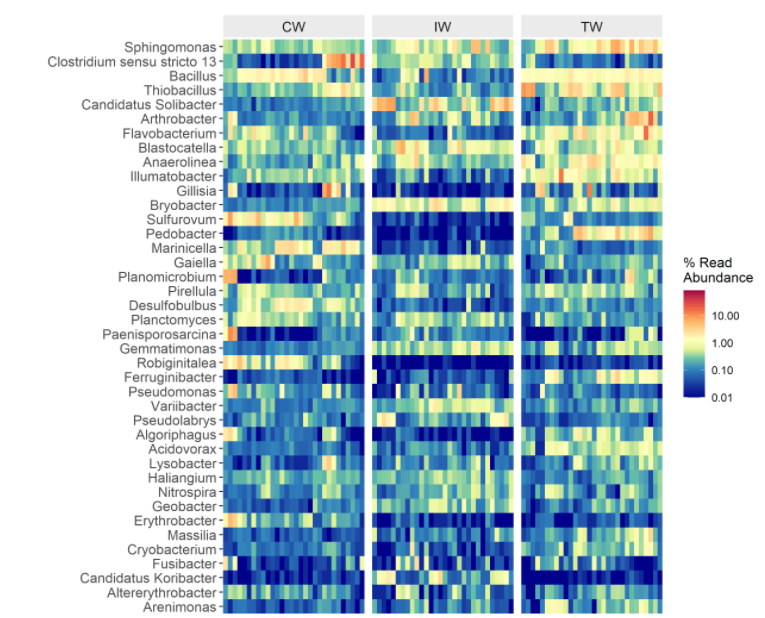 CW IW TW
Sphingomonas
Clostridium sensu stricto 13
Bacillus
Thiobacillus
Candidatus Solibacter
Arthrobacter
Flavobacterium
Blastocatella
Anaerolinea
Illumatobacter
Gillisia
Bryobacter
Sulfurovum
Pedobacter
Marinicella
Gaiella
Planomicrobium
Pirellula
Desulfobulbus
Planctomyces
Paenisporosarcina
Gemmatimonas
Robiginitalea
Ferruginibacter
Pseudomonas
Variibacter
Pseudolabrys
Algoriphagus
Acidovorax
Lysobacter
Haliangium
Nitrospira
Geobacter
Erythrobacter
Massilia
Cryobacterium
Fusibacter
Candidatus Koribacter
Altererythrobacter
Arenimonas
% Read
Abundance
10.00
1.00
0.10
0.01